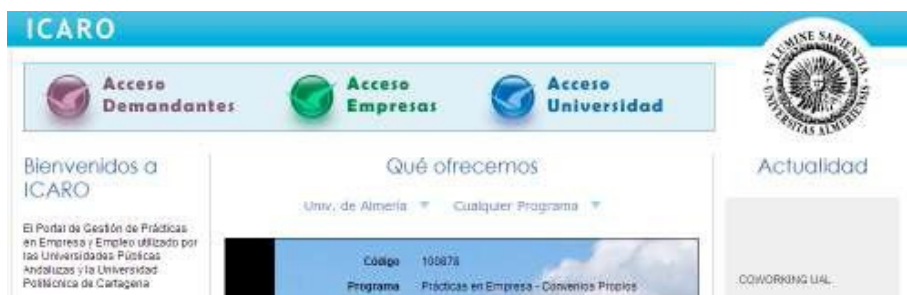 ICARO
Acceso
Demandantes
Acceso
Empresas
Acceso
Universidad
IN LUMINE SAPIENTIA
UNIVERSITAS ALMERIENSIS
Bienvenidos a
ICARO
El Portal de Gestión de Prácticas
en Empresa y Empleo utilizado por
las Universidades Públicas
Andaluzas y la Universidad
Politécnica de Cartagena
Qué ofrecemos
Univ. de Almería
Cualquier Programa
Código 100878
Programa Prácticas en Empresa - Convenios Propios
Actualidad
COWORKING UAL